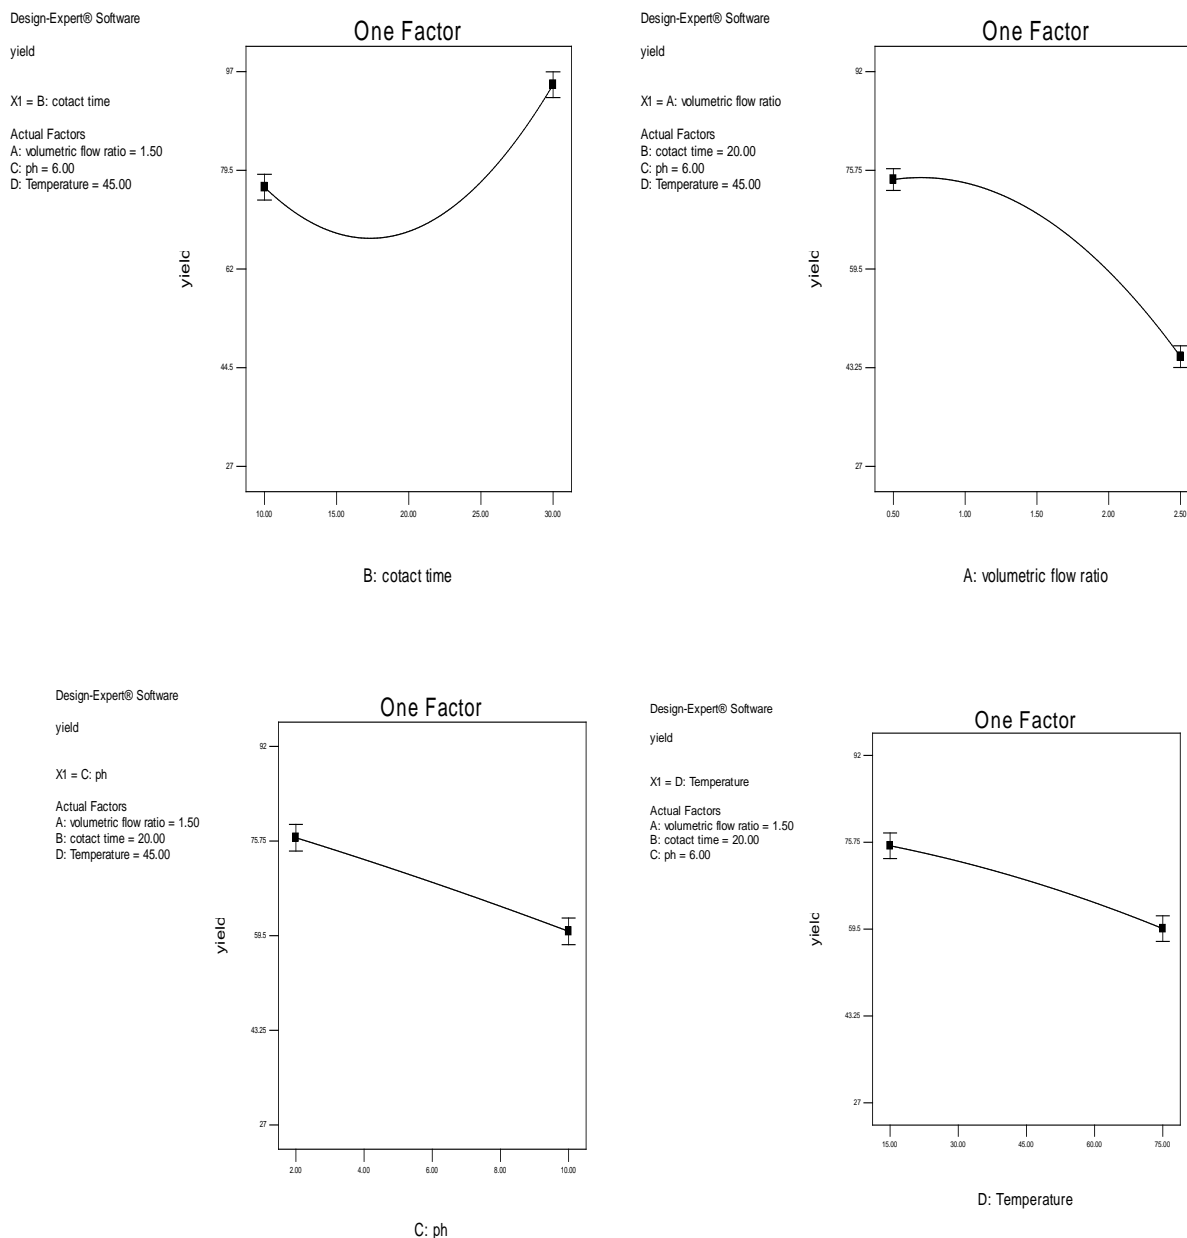 Design-Expert® Software
yield
X1 = B: cotact time
Actual Factors
A: volumetric flow ratio = 1.50
C: ph = 6.00
D: Temperature = 45.00
One Factor
97
79.5
62
44.5
27
yield
10.00 15.00 20.00 25.00 30.00
B: cotact time
Design-Expert® Software
yield
X1 = A: volumetric flow ratio
Actual Factors
B: cotact time = 20.00
C: ph = 6.00
D: Temperature = 45.00
One Factor
92
75.75
59.5
43.25
27
yield
0.50 1.00 1.50 2.00 2.50
A: volumetric flow ratio
Design-Expert® Software
yield
X1 = C: ph
Actual Factors
A: volumetric flow ratio = 1.50
B: cotact time = 20.00
D: Temperature = 45.00
One Factor
92
75.75
59.5
43.25
27
yield
2.00 4.00 6.00 8.00 10.00
C: ph
Design-Expert® Software
yield
X1 = D: Temperature
Actual Factors
A: volumetric flow ratio = 1.50
B: cotact time = 20.00
C: ph = 6.00
One Factor
92
75.75
59.5
43.25
27
yield
15.00 30.00 45.00 60.00 75.00
D: Temperature